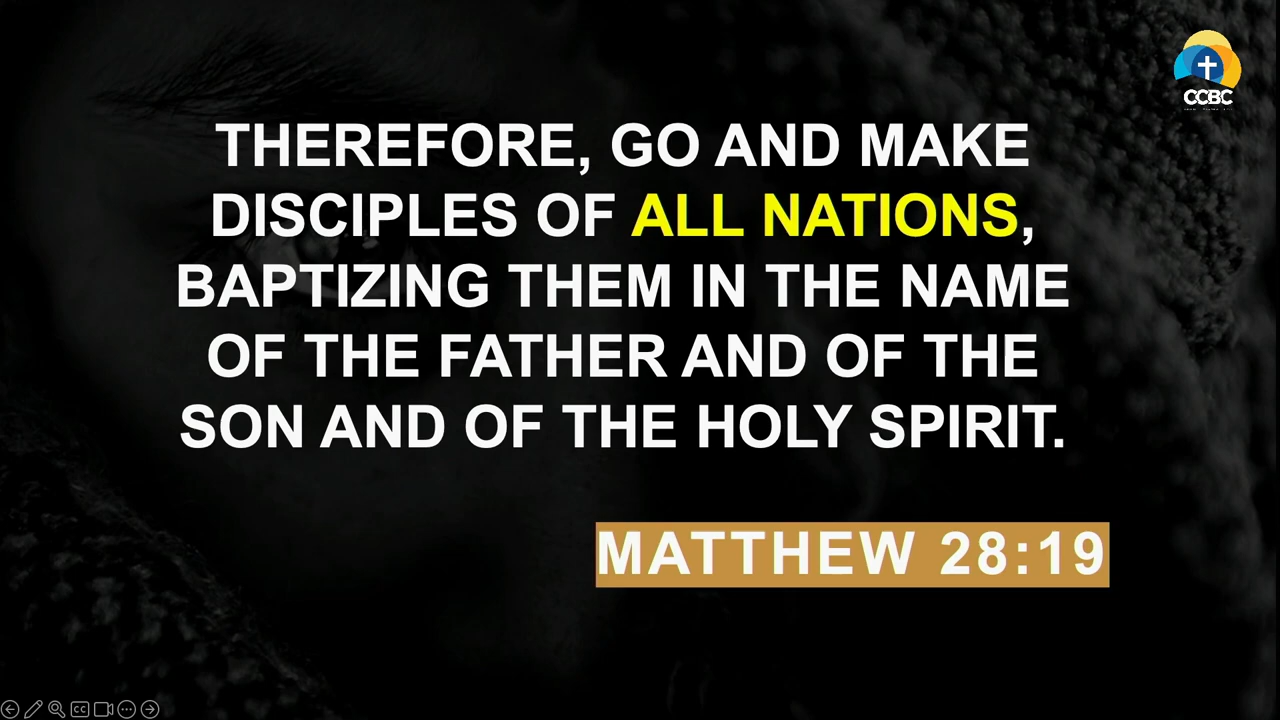 CCBC
THEREFORE, GO AND MAKE
DISCIPLES OF ALL NATIONS,
BAPTIZING THEM IN THE NAME
OF THE FATHER AND OF THE
SON AND OF THE HOLY SPIRIT.
MATTHEW 28:19
CC